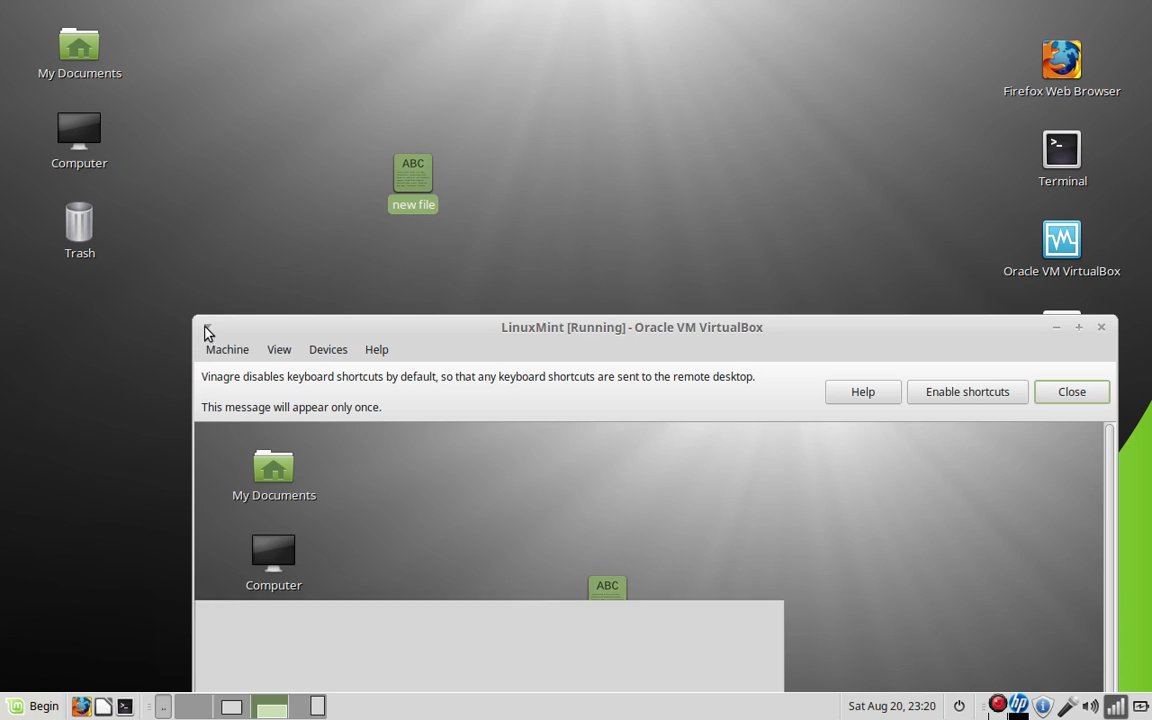 My Documents
Computer
Trash
ABC
new file
Firefox Web Browser
>_
Terminal
Oracle VM VirtualBox
LinuxMint [Running] - Oracle VM VirtualBox
Machine View Devices Help
Vinagre disables keyboard shortcuts by default, so that any keyboard shortcuts are sent to the remote desktop.
This message will appear only once.
Help Enable shortcuts Close
My Documents
Computer
ABC
Begin
..
Sat Aug 20, 23:20
hp